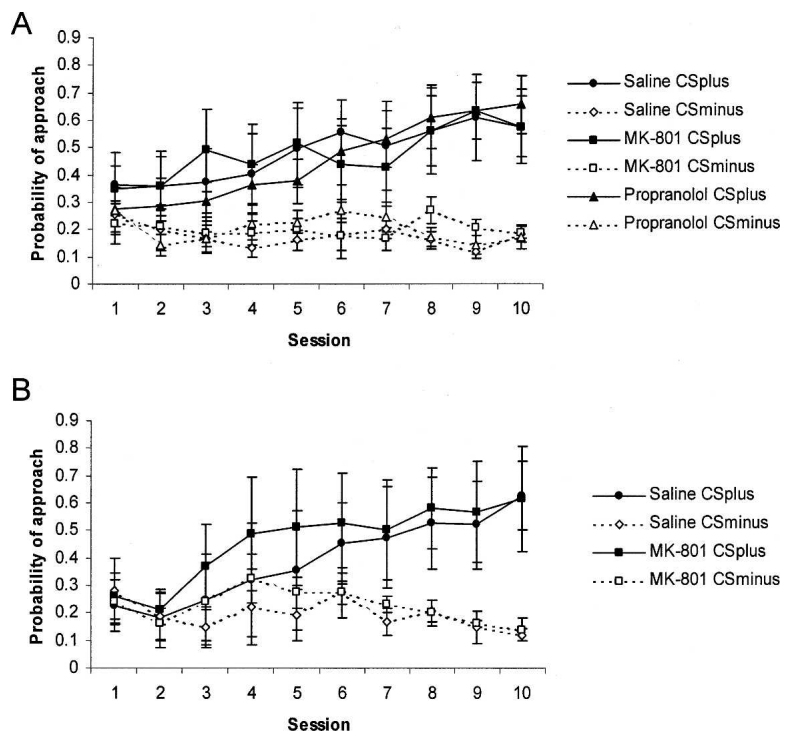 A
0.9
0.8
0.7
0.6
0.5
0.4
0.3
0.2
0.1
0
Probability of approach
1 2 3 4 5 6 7 8 9 10
Session
Saline CSplus
Saline CSminus
MK-801 CSplus
MK-801 CSminus
Propranolol CSplus
Propranolol CSminus
B
0.9
0.8
0.7
0.6
0.5
0.4
0.3
0.2
0.1
0
Probability of approach
1 2 3 4 5 6 7 8 9 10
Session
Saline CSplus
Saline CSminus
MK-801 CSplus
MK-801 CSminus